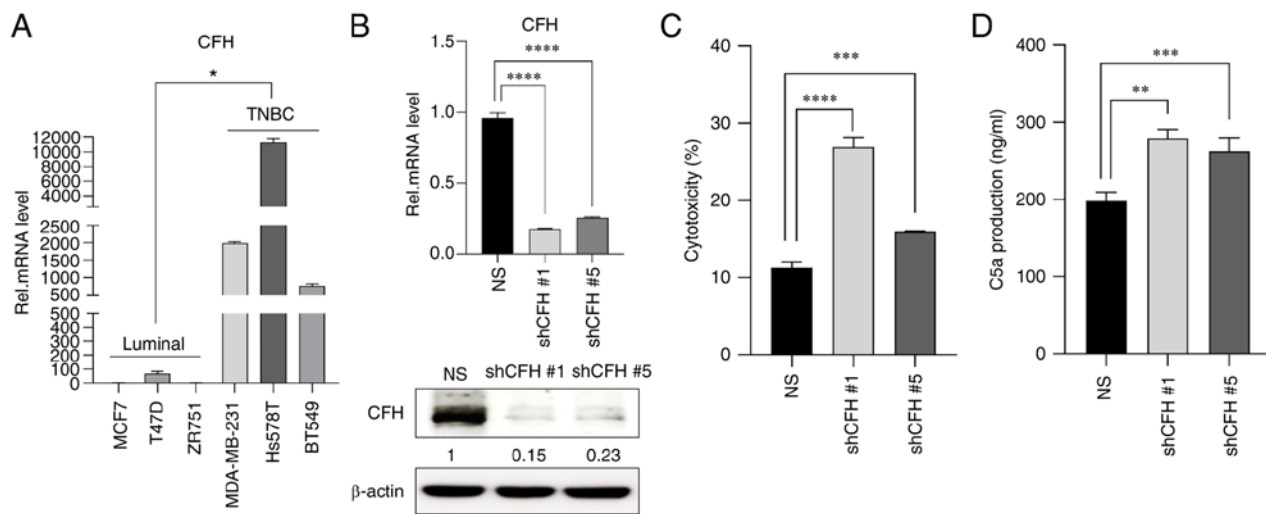 A
CFH
*
TNBC
Rel.mRNA level
12000
10000
8000
6000
4000
2500
2000
1500
1000
500
500
400
300
200
100
0
Luminal
MCF7
T47D
ZR751
MDA-MB-231
Hs578T
BT549
B
CFH
****
****
Rel.mRNA level
1.5
1.0
0.5
0.0
NS
shCFH #1
shCFH #5
NS shCFH #1 shCFH #5
CFH
1 0.15 0.23
β-actin
C
***
****
Cytotoxicity (%)
40
30
20
10
0
NS
shCFH #1
shCFH #5
D
***
**
C5a production (ng/ml)
400
300
200
100
0
NS
shCFH #1
shCFH #5